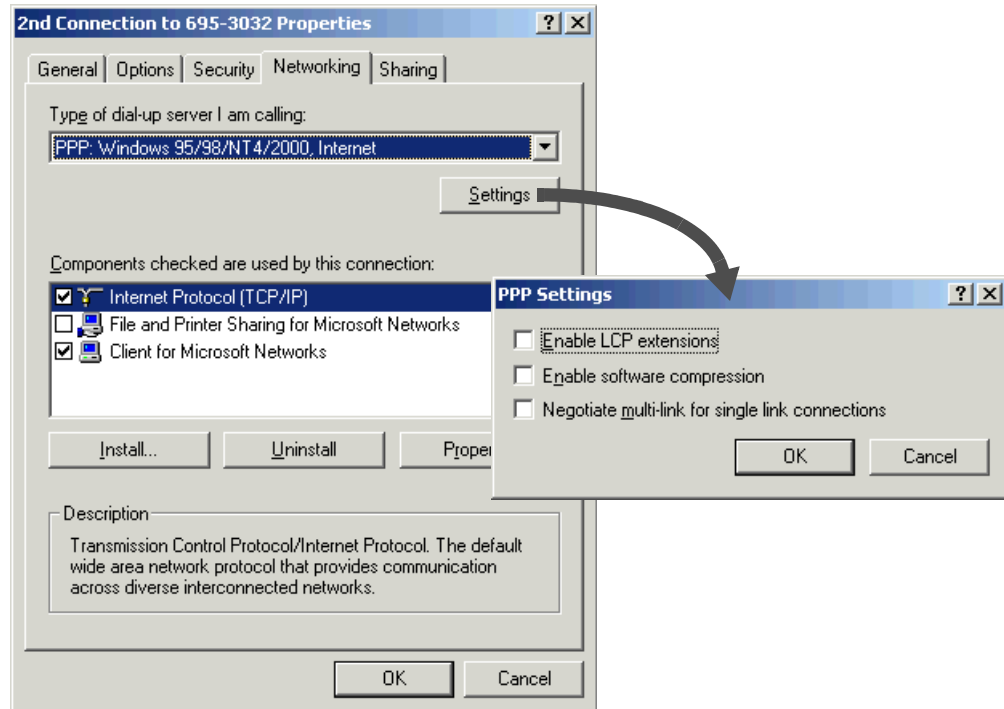 2nd Connection to 695-3032 Properties
General Options Security Networking Sharing
Type of dial-up server I am calling:
PPP: Windows 95/98/NT4/2000, Internet
Settings
Components checked are used by this connection:
Internet Protocol (TCP/IP)
File and Printer Sharing for Microsoft Networks
Client for Microsoft Networks
Install... Uninstall
Description
Transmission Control Protocol/Internet Protocol. The default
wide area network protocol that provides communication
across diverse interconnected networks.
OK Cancel
PPP Settings
Enable LCP extensions
Enable software compression
Negotiate multi-link for single link connections
OK Cancel